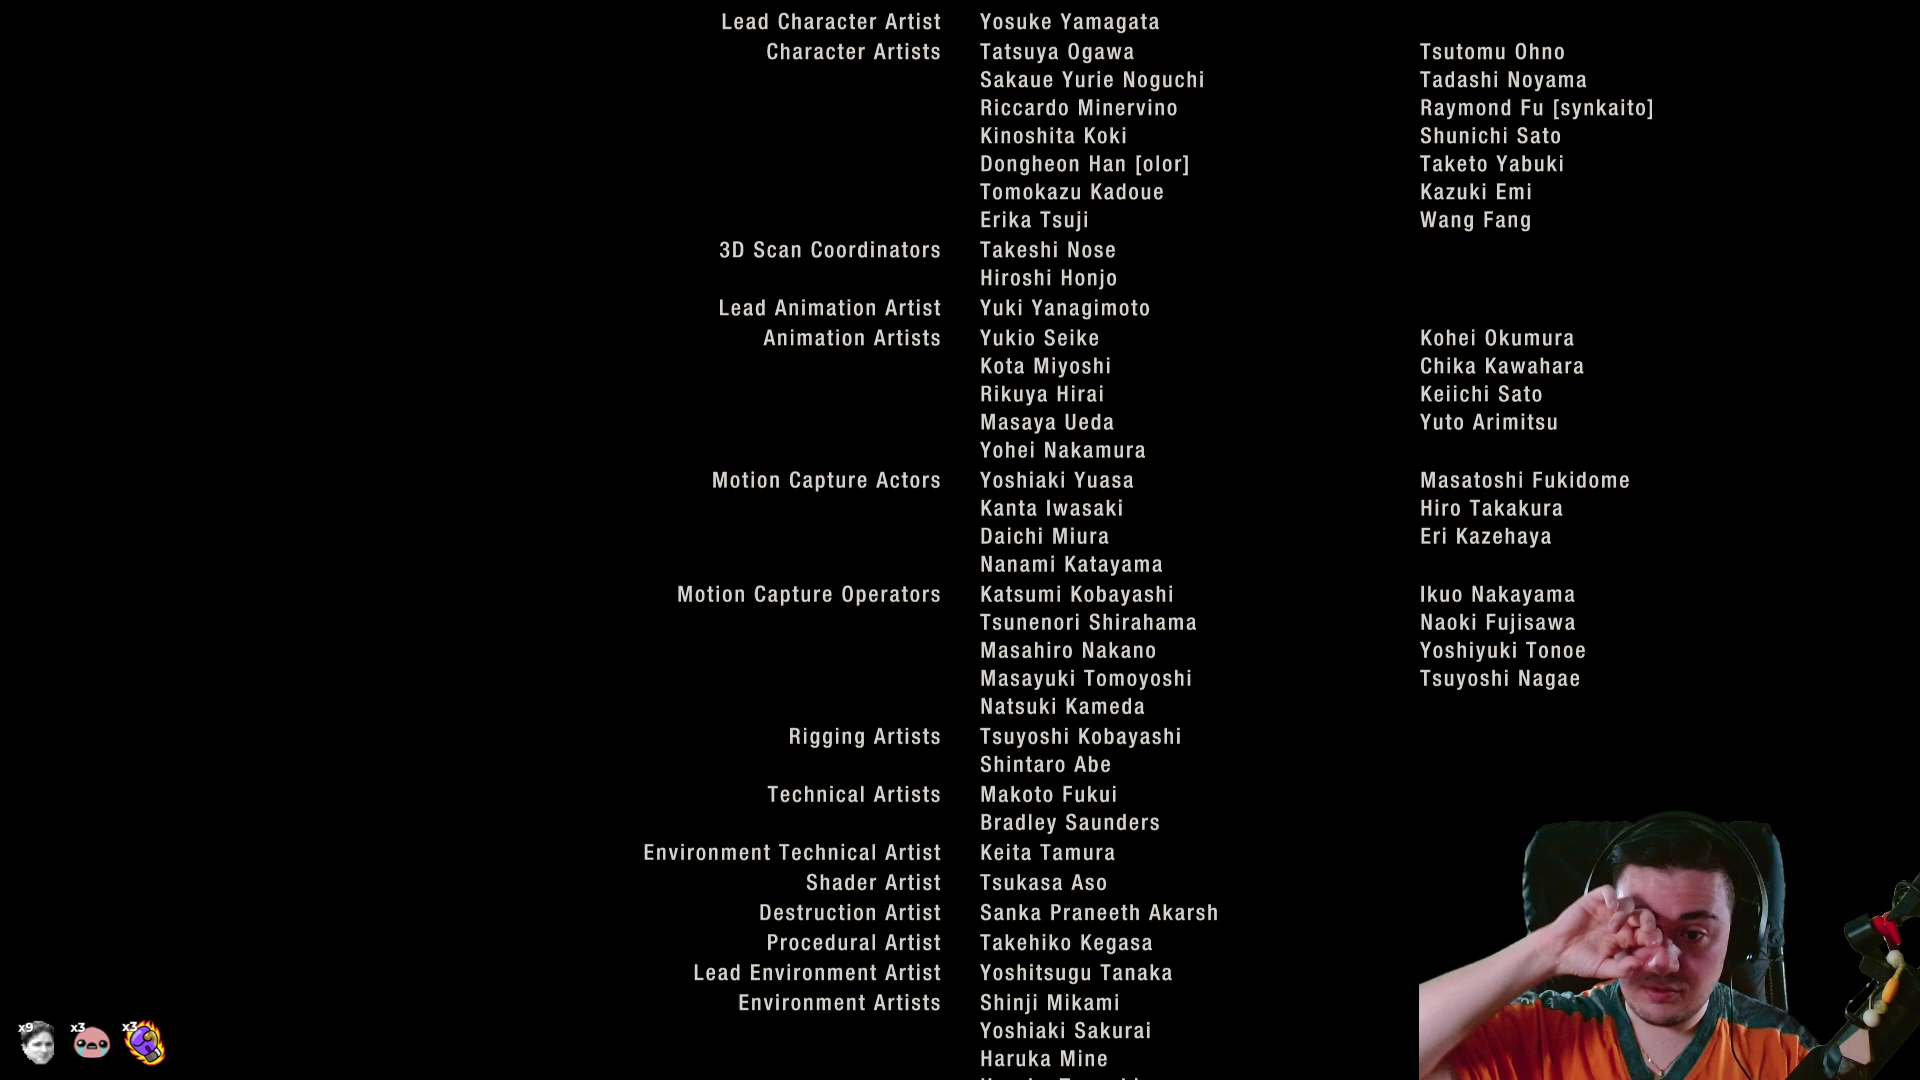 Lead Character Artist Yosuke Yamagata
Character Artists Tatsuya Ogawa Tsutomu Ohno
Sakaue Yurie Noguchi Tadashi Noyama
Riccardo Minervino Raymond Fu [synkaito]
Kinoshita Koki Shunichi Sato
Dongheon Han [olor] Taketo Yabuki
Tomokazu Kadoue Kazuki Emi
Erika Tsuji Wang Fang
3D Scan Coordinators Takeshi Nose
Hiroshi Honjo
Lead Animation Artist Yuki Yanagimoto
Animation Artists Yukio Seike Kohei Okumura
Kota Miyoshi Chika Kawahara
Rikuya Hirai Keiichi Sato
Masaya Ueda Yuto Arimitsu
Yohei Nakamura
Motion Capture Actors Yoshiaki Yuasa Masatoshi Fukidome
Kanta Iwasaki Hiro Takakura
Daichi Miura Eri Kazehaya
Nanami Katayama
Motion Capture Operators Katsumi Kobayashi Ikuo Nakayama
Tsunenori Shirahama Naoki Fujisawa
Masahiro Nakano Yoshiyuki Tonoe
Masayuki Tomoyoshi Tsuyoshi Nagae
Natsuki Kameda
Rigging Artists Tsuyoshi Kobayashi
Shintaro Abe
Technical Artists Makoto Fukui
Bradley Saunders
Environment Technical Artist Keita Tamura
Shader Artist Tsukasa Aso
Destruction Artist Sanka Praneeth Akarsh
Procedural Artist Takehiko Kegasa
Lead Environment Artist Yoshitsugu Tanaka
Environment Artists Shinji Mikami
Yoshiaki Sakurai
Haruka Mine
x9 x3 x3